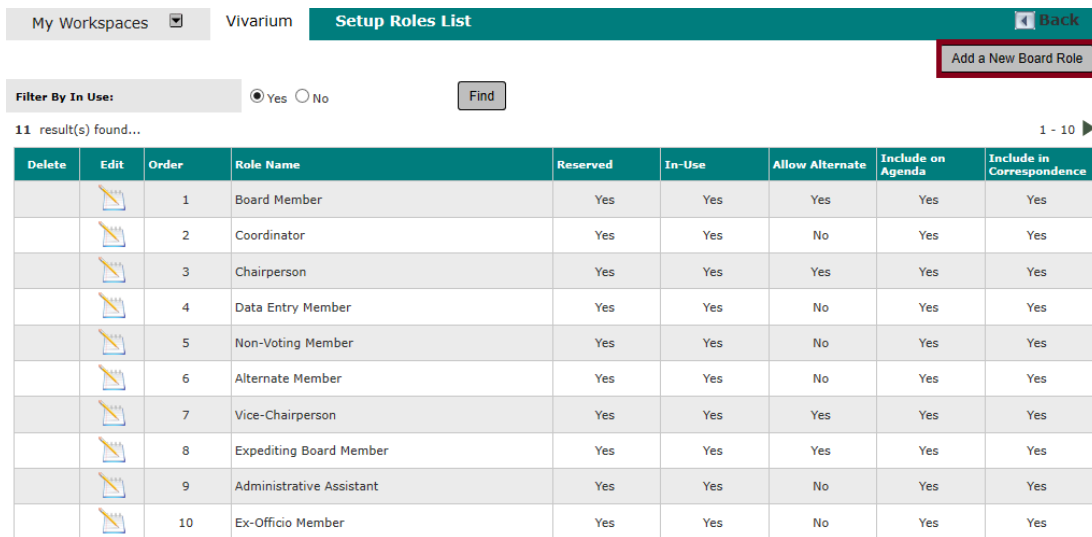 My Workspaces Vivarium Setup Roles List Back
Add a New Board Role
Filter By In Use: Yes No Find
11 result(s) found... 1 - 10
Delete Edit Order Role Name Reserved In-Use Allow Alternate Include on Agenda Include in Correspondence
1 Board Member Yes Yes Yes Yes Yes
2 Coordinator Yes Yes No Yes Yes
3 Chairperson Yes Yes Yes Yes Yes
4 Data Entry Member Yes Yes No Yes Yes
5 Non-Voting Member Yes Yes No Yes Yes
6 Alternate Member Yes Yes No Yes Yes
7 Vice-Chairperson Yes Yes Yes Yes Yes
8 Expediting Board Member Yes Yes Yes Yes Yes
9 Administrative Assistant Yes Yes No Yes Yes
10 Ex-Officio Member Yes Yes No Yes Yes